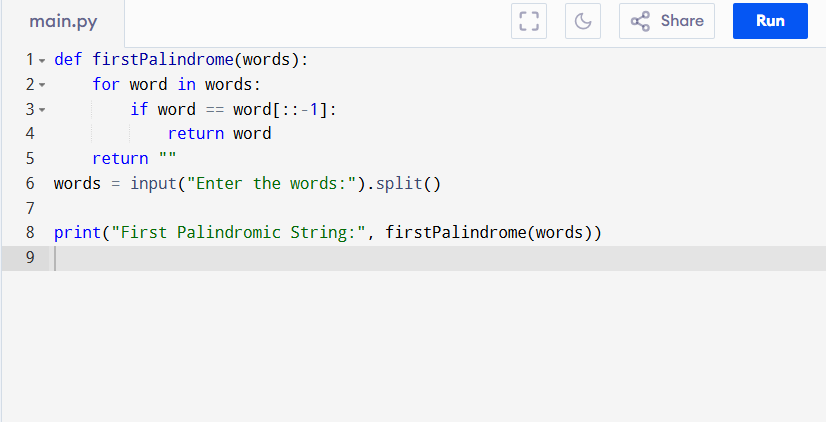 main.py Share Run
1 def firstPalindrome(words):
2     for word in words:
3         if word == word[::-1]:
4             return word
5     return ""
6 words = input("Enter the words:").split()
7
8 print("First Palindromic String:", firstPalindrome(words))
9